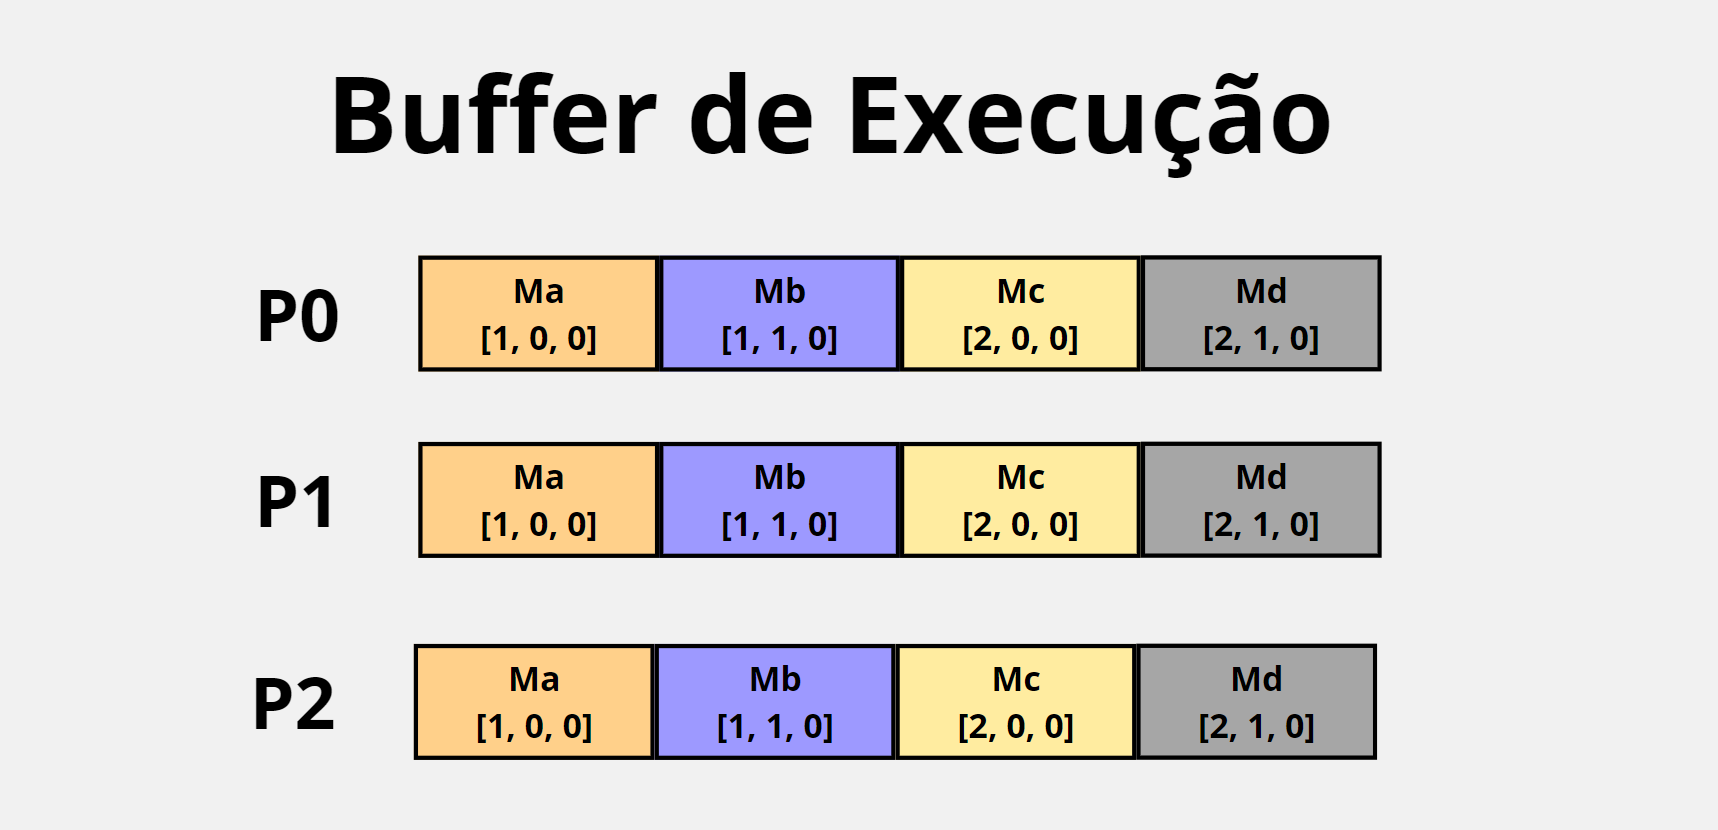 Buffer de Execução
P0
Ma
[1, 0, 0]
Mb
[1, 1, 0]
Mc
[2, 0, 0]
Md
[2, 1, 0]
P1
Ma
[1, 0, 0]
Mb
[1, 1, 0]
Mc
[2, 0, 0]
Md
[2, 1, 0]
P2
Ma
[1, 0, 0]
Mb
[1, 1, 0]
Mc
[2, 0, 0]
Md
[2, 1, 0]